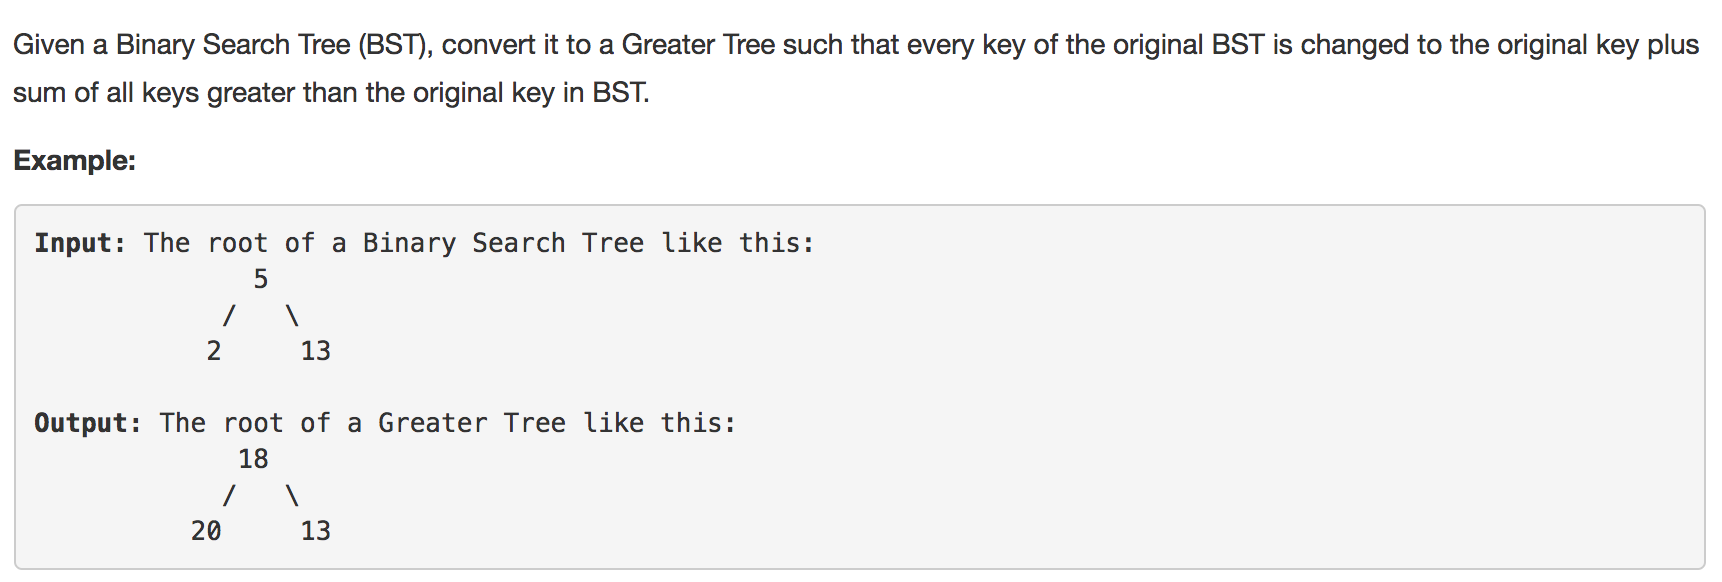 Given a Binary Search Tree (BST), convert it to a Greater Tree such that every key of the original BST is changed to the original key plus
sum of all keys greater than the original key in BST.
Example:
Input: The root of a Binary Search Tree like this:
              5
            /   \
           2     13
Output: The root of a Greater Tree like this:
             18
            /   \
          20     13